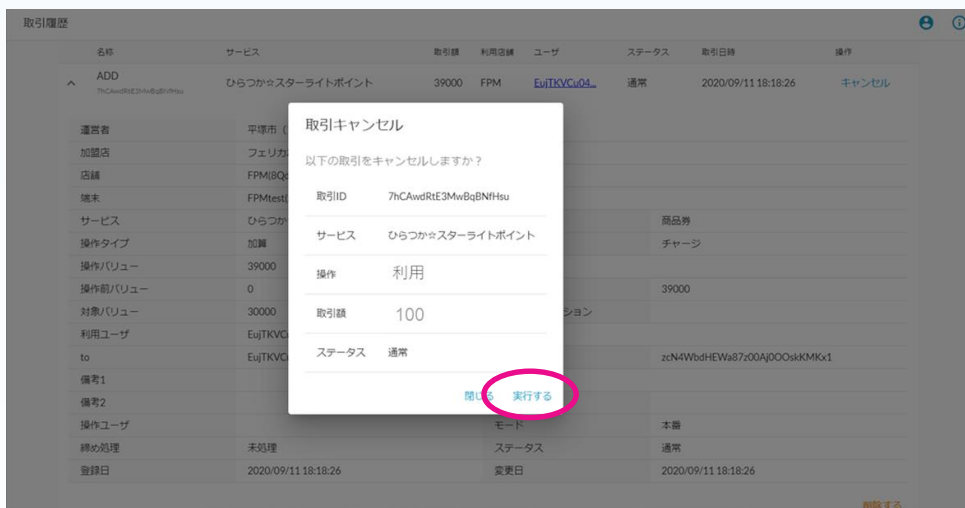 取引履歴
名称 サービス 取引額 利用店舗 ユーザ ステータス 取引日時 操作
ADD ひらつか☆スターライトポイント 39000 FPM EujTKVCu04... 通常 2020/09/11 18:18:26 キャンセル
7hCAwdRtE3MwBqBNfHsu
運営者 平塚市
加盟店 フェリカ
店舗 FPM(8Q
端末 FPMtest(
サービス ひらつか 商品券
操作タイプ 加算 チャージ
操作バリュー 39000
操作前バリュー 0 39000
対象バリュー 30000 ション
利用ユーザ EujTKVC
to EujTKVC zcN4WbdHEWa87z00Aj0OOskKMKx1
備考1
備考2
操作ユーザ モード 本番
締め処理 未処理 ステータス 通常
登録日 2020/09/11 18:18:26 変更日 2020/09/11 18:18:26
削除する
取引キャンセル
以下の取引をキャンセルしますか？
取引ID 7hCAwdRtE3MwBqBNfHsu
サービス ひらつか☆スターライトポイント
操作 利用
取引額 100
ステータス 通常
閉じる 実行する